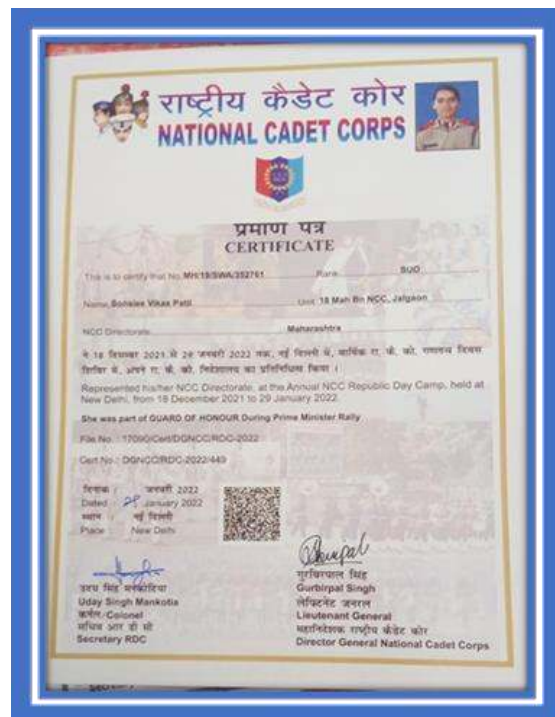 राष्ट्रीय कैडेट कोर
NATIONAL CADET CORPS
प्रमाण पत्र
CERTIFICATE
This is to certify that No. MH/19/SWA/352761 Rank SUO
Name Sohalee Vikas Patil Unit 18 Mah Bn NCC, Jalgaon
NCC Directorate Maharashtra
ने 18 दिसम्बर 2021 से 29 जनवरी 2022 तक, नई दिल्ली में, वार्षिक रा. कै. को. गणतन्त्र दिवस
शिविर में, अपने रा. कै. को. निदेशालय का प्रतिनिधित्व किया ।
Represented his/her NCC Directorate, at the Annual NCC Republic Day Camp, held at
New Delhi, from 18 December 2021 to 29 January 2022.
She was part of GUARD OF HONOUR During Prime Minister Rally
File No. : 17090/Cert/DGNCC/RDC-2022
Cert No.: DGNCC/RDC-2022/449
दिनांक : जनवरी 2022
Dated : 28 January 2022
स्थान : नई दिल्ली
Place : New Delhi
उदय सिंह मनकोटिया
Uday Singh Mankotia
कर्नल/Colonel
सचिव आर डी सी
Secretary RDC
गुरबिरपाल सिंह
Gurbirpal Singh
लेफ्टिनेंट जनरल
Lieutenant General
महानिदेशक राष्ट्रीय कैडेट कोर
Director General National Cadet Corps